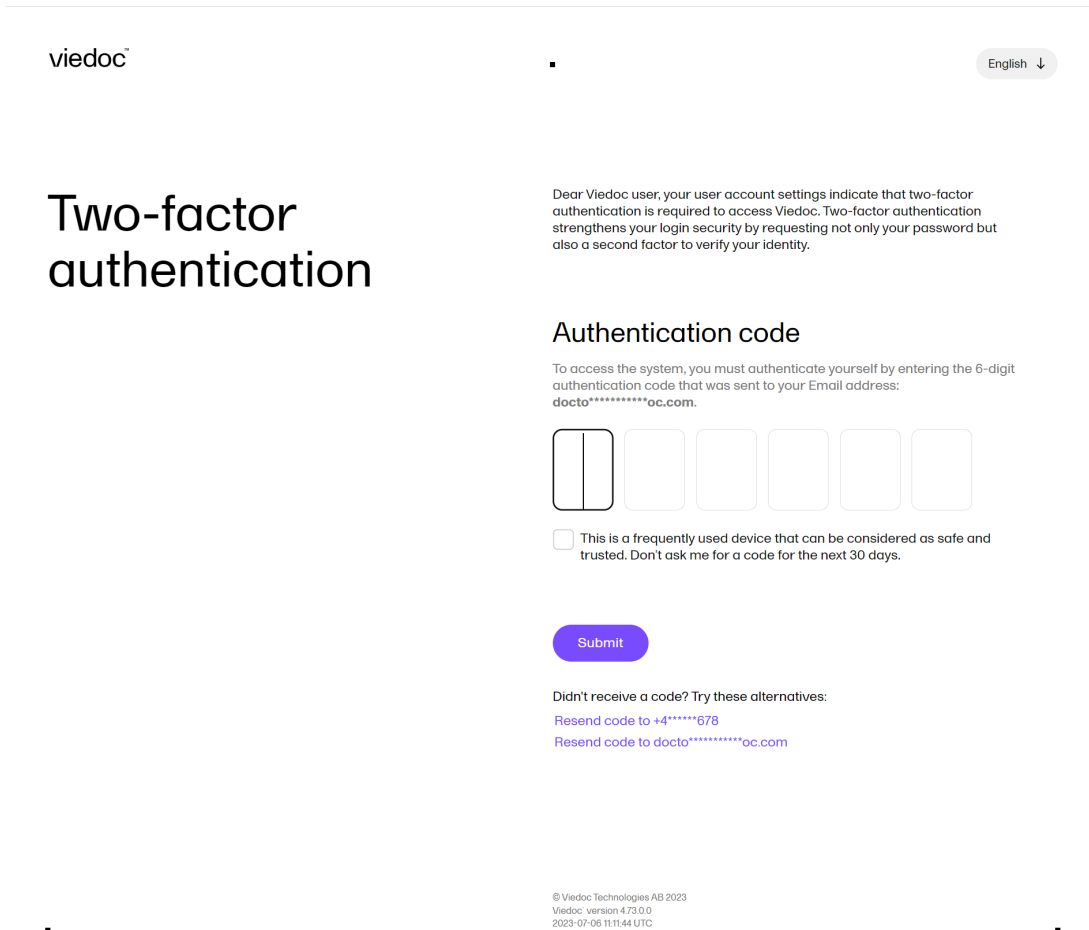 viedoc™
English ↓
Two-factor
authentication
Dear Viedoc user, your user account settings indicate that two-factor
authentication is required to access Viedoc. Two-factor authentication
strengthens your login security by requesting not only your password but
also a second factor to verify your identity.
Authentication code
To access the system, you must authenticate yourself by entering the 6-digit
authentication code that was sent to your Email address:
docto***********oc.com.
This is a frequently used device that can be considered as safe and
trusted. Don't ask me for a code for the next 30 days.
Submit
Didn't receive a code? Try these alternatives:
Resend code to +4******678
Resend code to docto***********oc.com
© Viedoc Technologies AB 2023
Viedoc version 4.73.0.0
2023-07-06 11:11:44 UTC